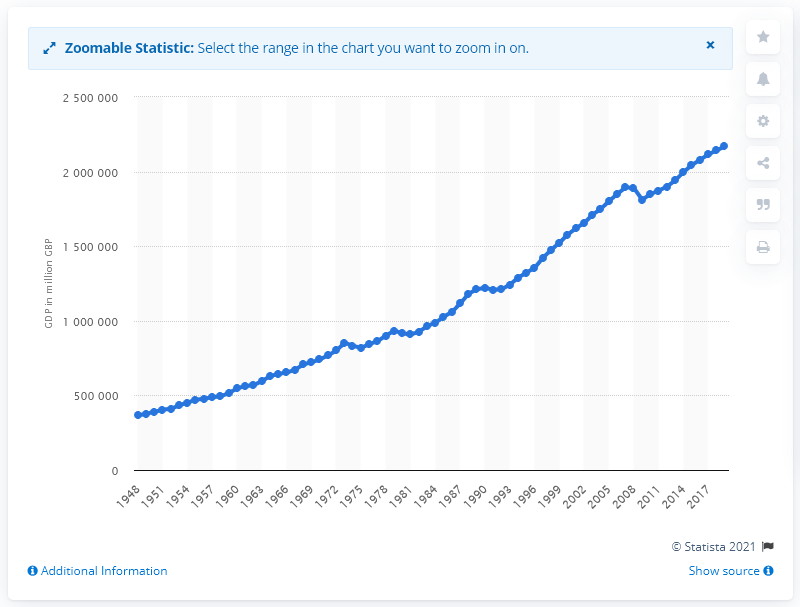 Zoomable Statistic: Select the range in the chart you want to zoom in on.
2 500 000
2 000 000
1 500 000
1 000 000
500 000
0
GDP in million GBP
1948 1951 1954 1957 1960 1963 1966 1969 1972 1975 1978 1981 1984 1987 1990 1993 1996 1999 2002 2005 2008 2011 2014 2017
© Statista 2021
Additional Information
Show source